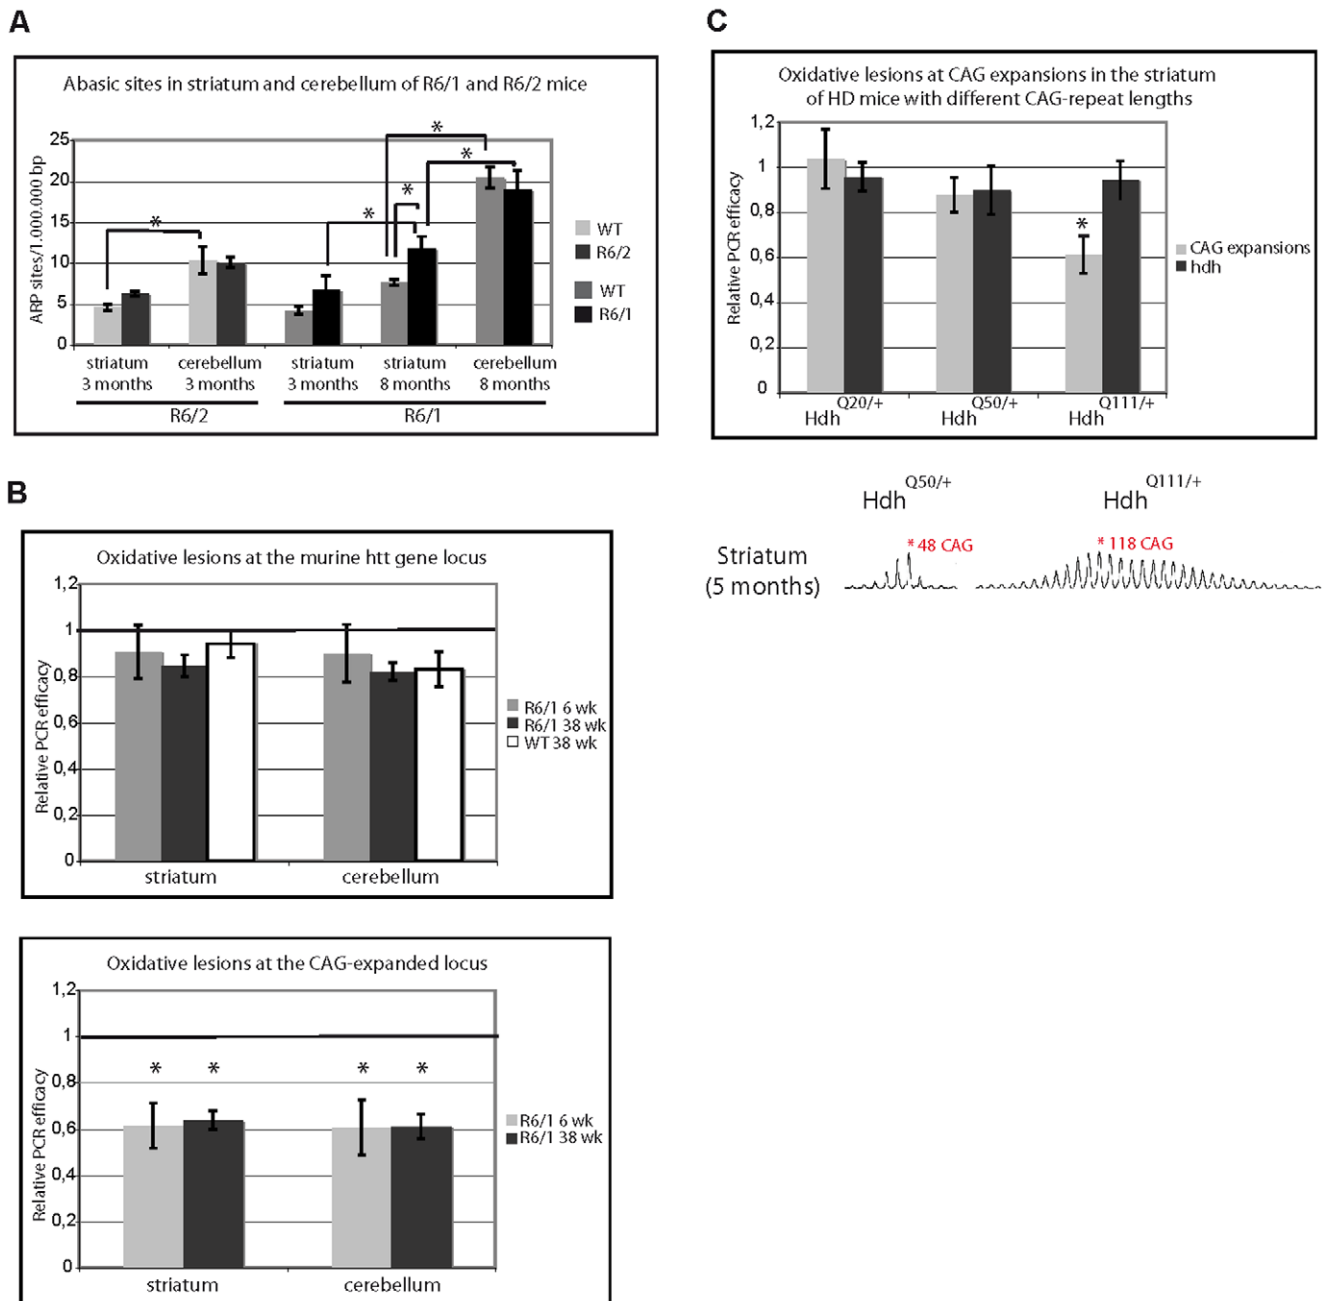 A
Abasic sites in striatum and cerebellum of R6/1 and R6/2 mice
ARP sites/1.000.000 bp
25
20
15
10
5
0
*
*
*
*
*
WT
R6/2
WT
R6/1
striatum cerebellum striatum striatum cerebellum
3 months 3 months 3 months 8 months 8 months
R6/2 R6/1
B
Oxidative lesions at the murine htt gene locus
Relative PCR efficacy
1,2
1
0,8
0,6
0,4
0,2
0
R6/1 6 wk
R6/1 38 wk
WT 38 wk
striatum cerebellum
Oxidative lesions at the CAG-expanded locus
Relative PCR efficacy
1,2
1
0,8
0,6
0,4
0,2
0
* * * *
R6/1 6 wk
R6/1 38 wk
striatum cerebellum
C
Oxidative lesions at CAG expansions in the striatum
of HD mice with different CAG-repeat lengths
Relative PCR efficacy
1,2
1
0,8
0,6
0,4
0,2
0
*
CAG expansions
hdh
Hdh Q20/+ Hdh Q50/+ Hdh Q111/+
Hdh Q50/+ Hdh Q111/+
Striatum
(5 months)
* 48 CAG * 118 CAG